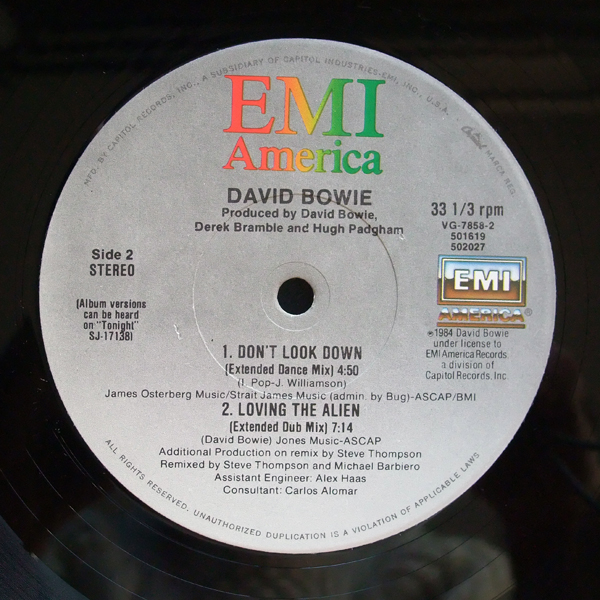 MFD. BY CAPITOL RECORDS, INC., A SUBSIDIARY OF CAPITOL INDUSTRIES-EMI, INC., U.S.A.
MARCA REG.
EMI
America
DAVID BOWIE
Produced by David Bowie,
Derek Bramble and Hugh Padgham
33 1/3 rpm
VG-7858-2
501619
502027
Side 2
STEREO
EMI
AMERICA®
(Album versions
can be heard
on "Tonight"
SJ-17138)
℗1984 David Bowie
under license to
EMI America Records
a division of
Capitol Records, Inc.
1. DON'T LOOK DOWN
(Extended Dance Mix) 4:50
(I. Pop-J. Williamson)
James Osterberg Music/Strait James Music (admin. by Bug)-ASCAP/BMI
2. LOVING THE ALIEN
(Extended Dub Mix) 7:14
(David Bowie) Jones Music-ASCAP
Additional Production on remix by Steve Thompson
Remixed by Steve Thompson and Michael Barbiero
Assistant Engineer: Alex Haas
Consultant: Carlos Alomar
ALL RIGHTS RESERVED. UNAUTHORIZED DUPLICATION IS A VIOLATION OF APPLICABLE LAWS